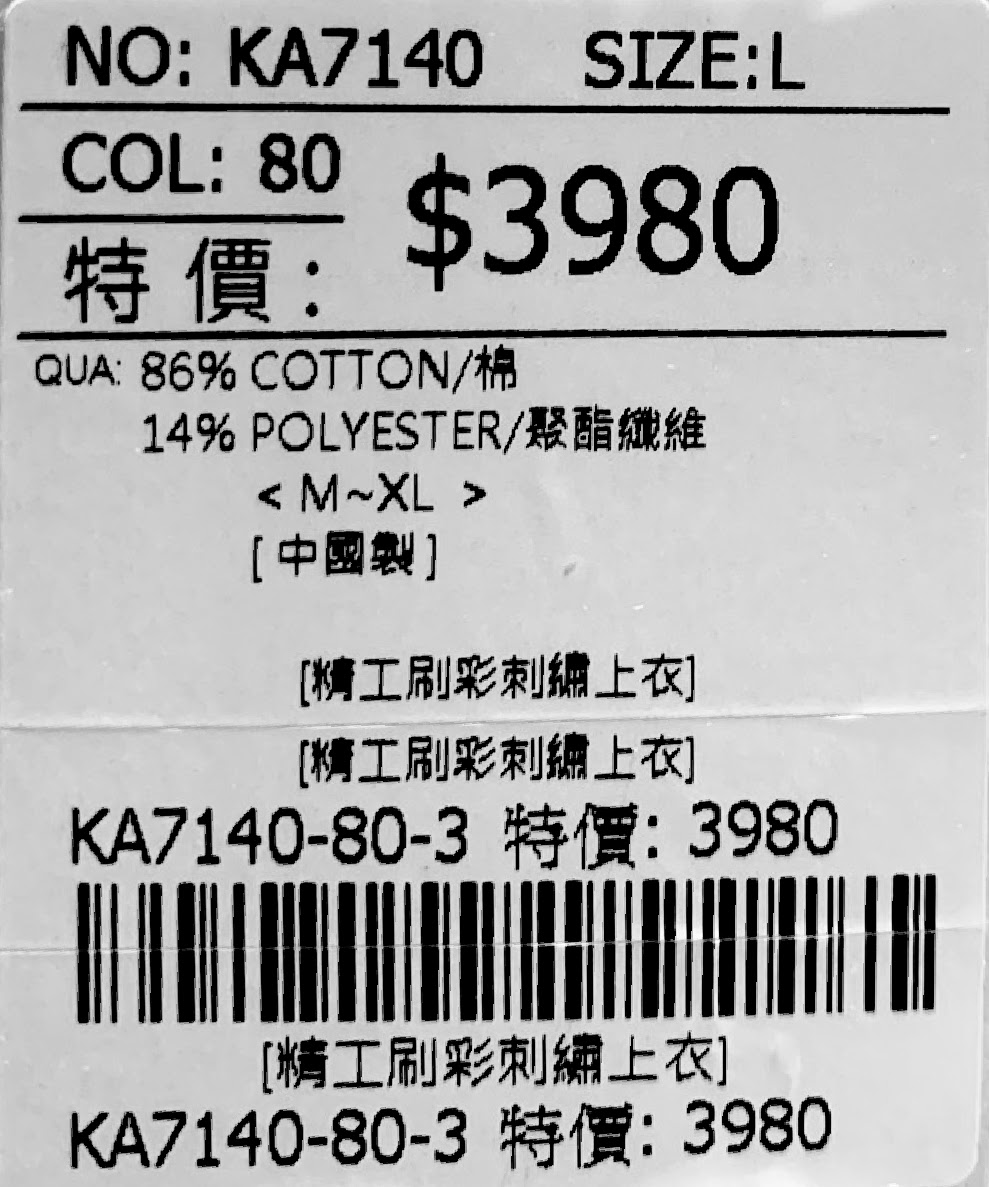 NO: KA7140 SIZE:L
COL: 80
$3980
特價:
QUA: 86% COTTON/棉
14% POLYESTER/聚酯纖維
< M~XL >
[中國製]
[精工刷彩刺繡上衣]
[精工刷彩刺繡上衣]
KA7140-80-3 特價: 3980
[精工刷彩刺繡上衣]
KA7140-80-3 特價: 3980